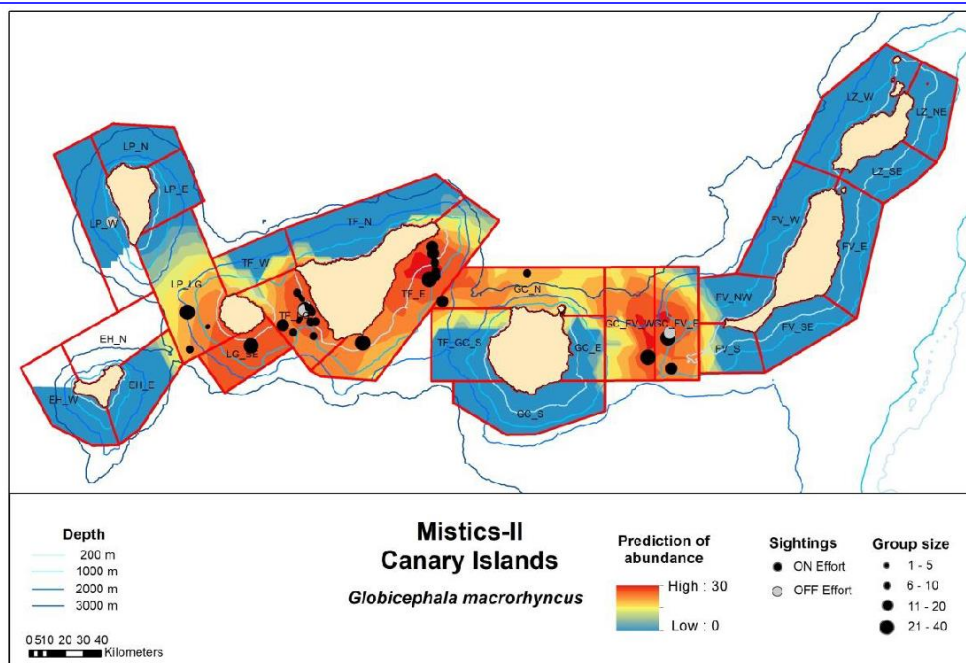 LZ_W
LZ_NE
LP_N
LP_E
LZ_SE
LP_W
TF_N
FV_W
FV_E
TF_W
LP_LG
TF_E
GC_N
FV_NW
GC_FV_W
GC_FV_E
FV_SE
EH_N
LG_SE
TF_GC_S
GC_E
FV_S
EH_E
EH_W
GC_S
Depth
200 m
1000 m
2000 m
3000 m
0 5 10 20 30 40
Kilometers
Mistics-II
Canary Islands
Globicephala macrorhyncus
Prediction of
abundance
High : 30
Low : 0
Sightings
ON Effort
OFF Effort
Group size
1 - 5
6 - 10
11 - 20
21 - 40